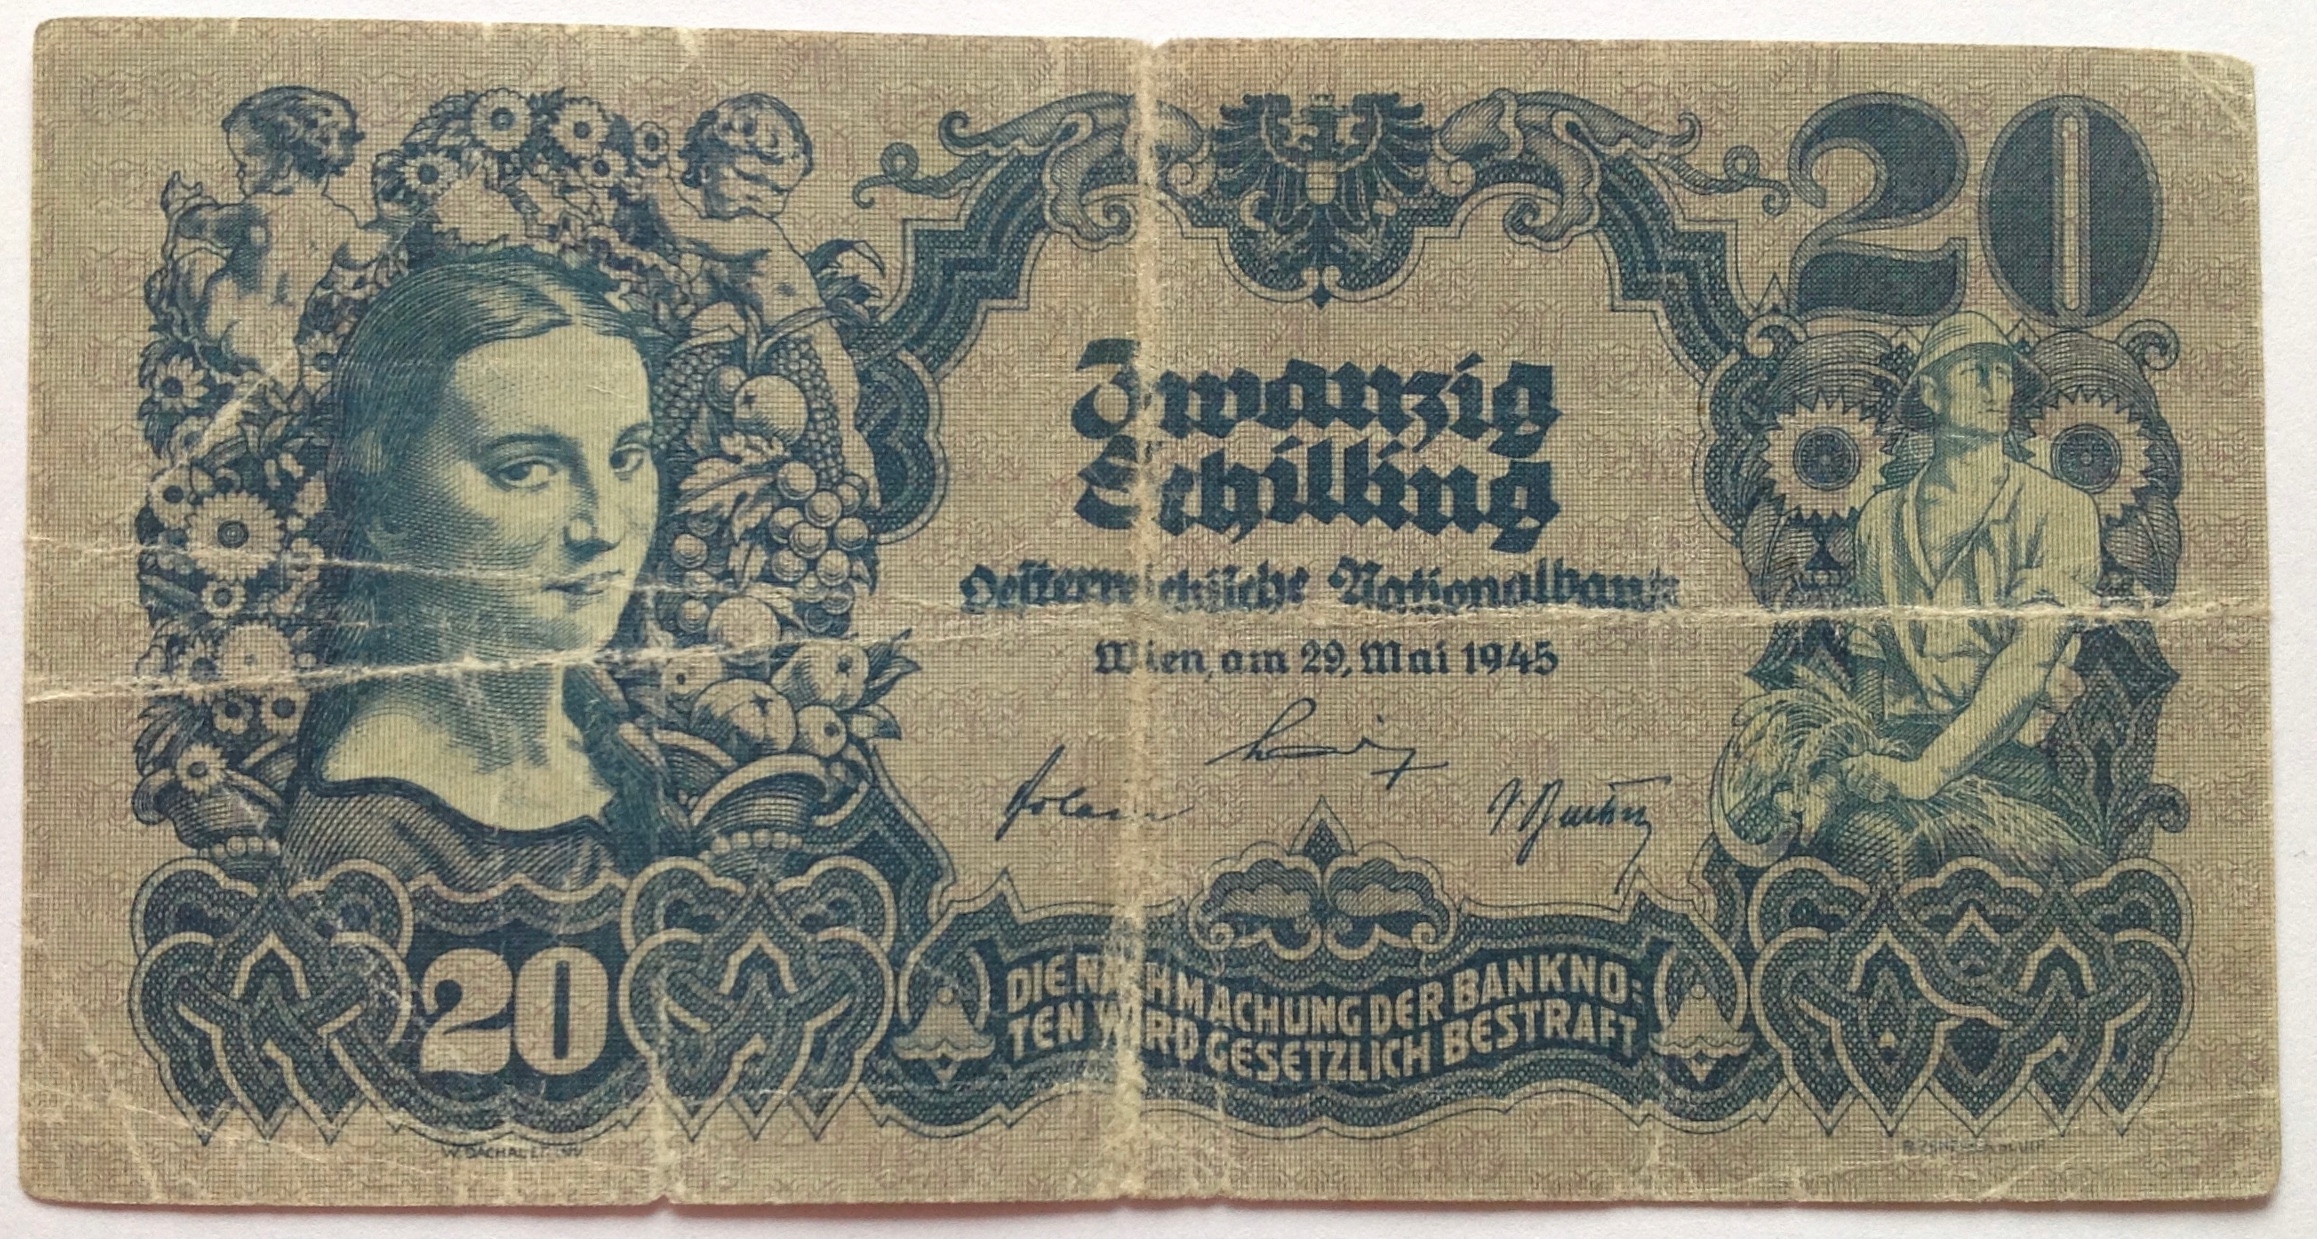 20
Zwanzig
Schilling
Oesterreichische Nationalbank
Wien, am 29. Mai 1945
20
DIE NACHMACHUNG DER BANKNO=
TEN WIRD GESETZLICH BESTRAFT